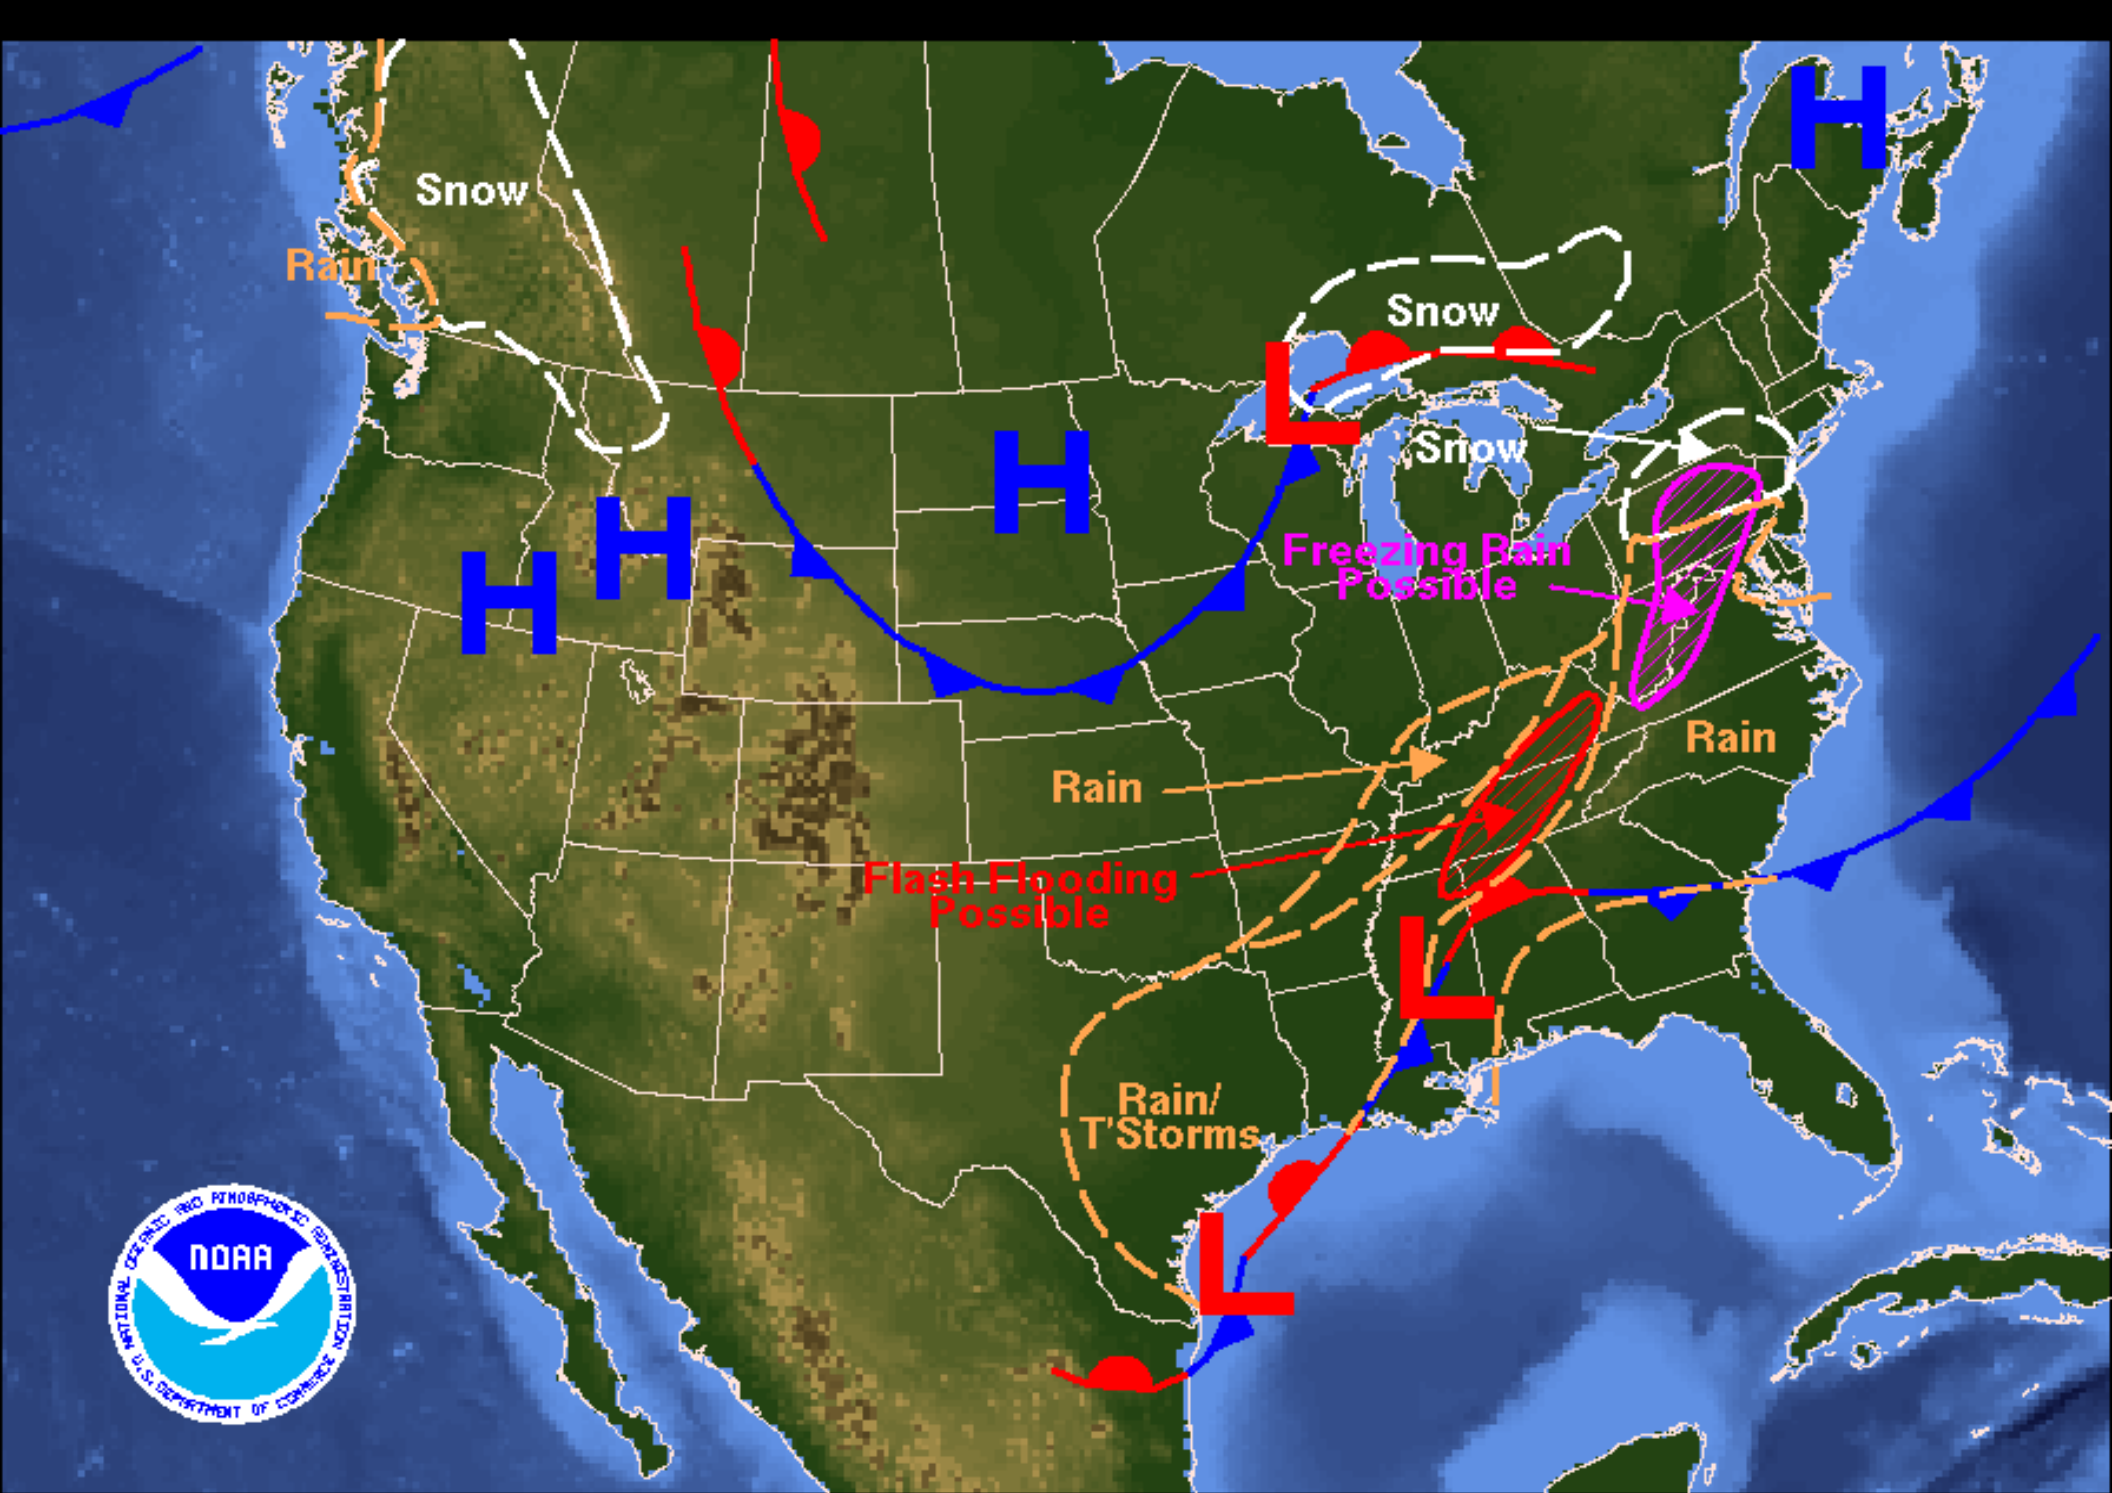 H
Snow
Rain
Snow
L
Snow
H
H
H
Freezing Rain
Possible
Rain
Rain
Flash Flooding
Possible
L
Rain/
T'Storms
L
NATIONAL OCEANIC AND ATMOSPHERIC ADMINISTRATION
NOAA
U.S. DEPARTMENT OF COMMERCE